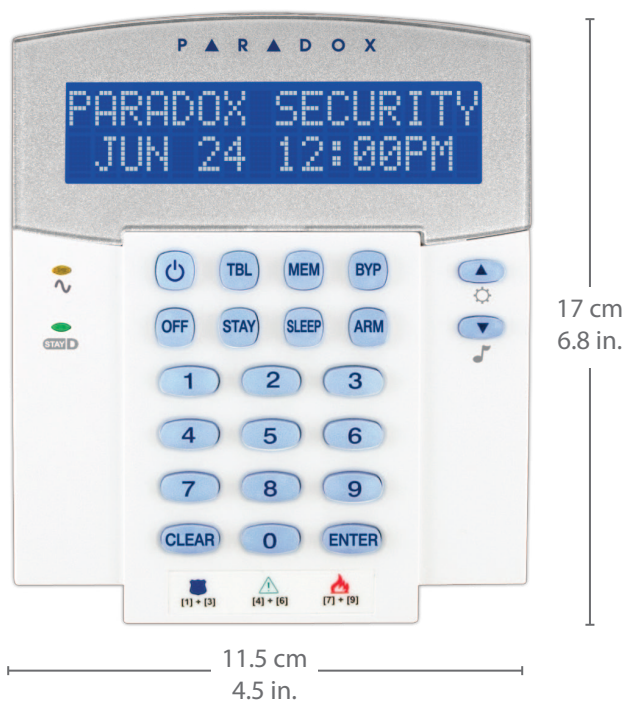 PARADOX
PARADOX SECURITY
JUN 24 12:00PM
TBL MEM BYP
OFF STAY SLEEP ARM
STAY D
1 2 3
4 5 6
7 8 9
CLEAR 0 ENTER
[1] + [3] [4] + [6] [7] + [9]
17 cm
6.8 in.
11.5 cm
4.5 in.